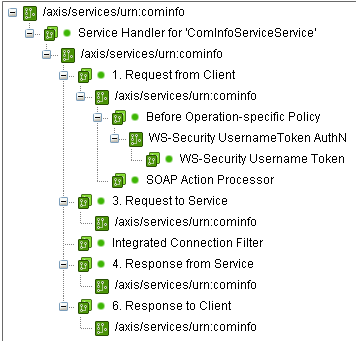 /axis/services/urn:cominfo
Service Handler for 'ComInfoServiceService'
/axis/services/urn:cominfo
1. Request from Client
/axis/services/urn:cominfo
Before Operation-specific Policy
WS-Security UsernameToken AuthN
WS-Security Username Token
SOAP Action Processor
3. Request to Service
/axis/services/urn:cominfo
Integrated Connection Filter
4. Response from Service
/axis/services/urn:cominfo
6. Response to Client
/axis/services/urn:cominfo